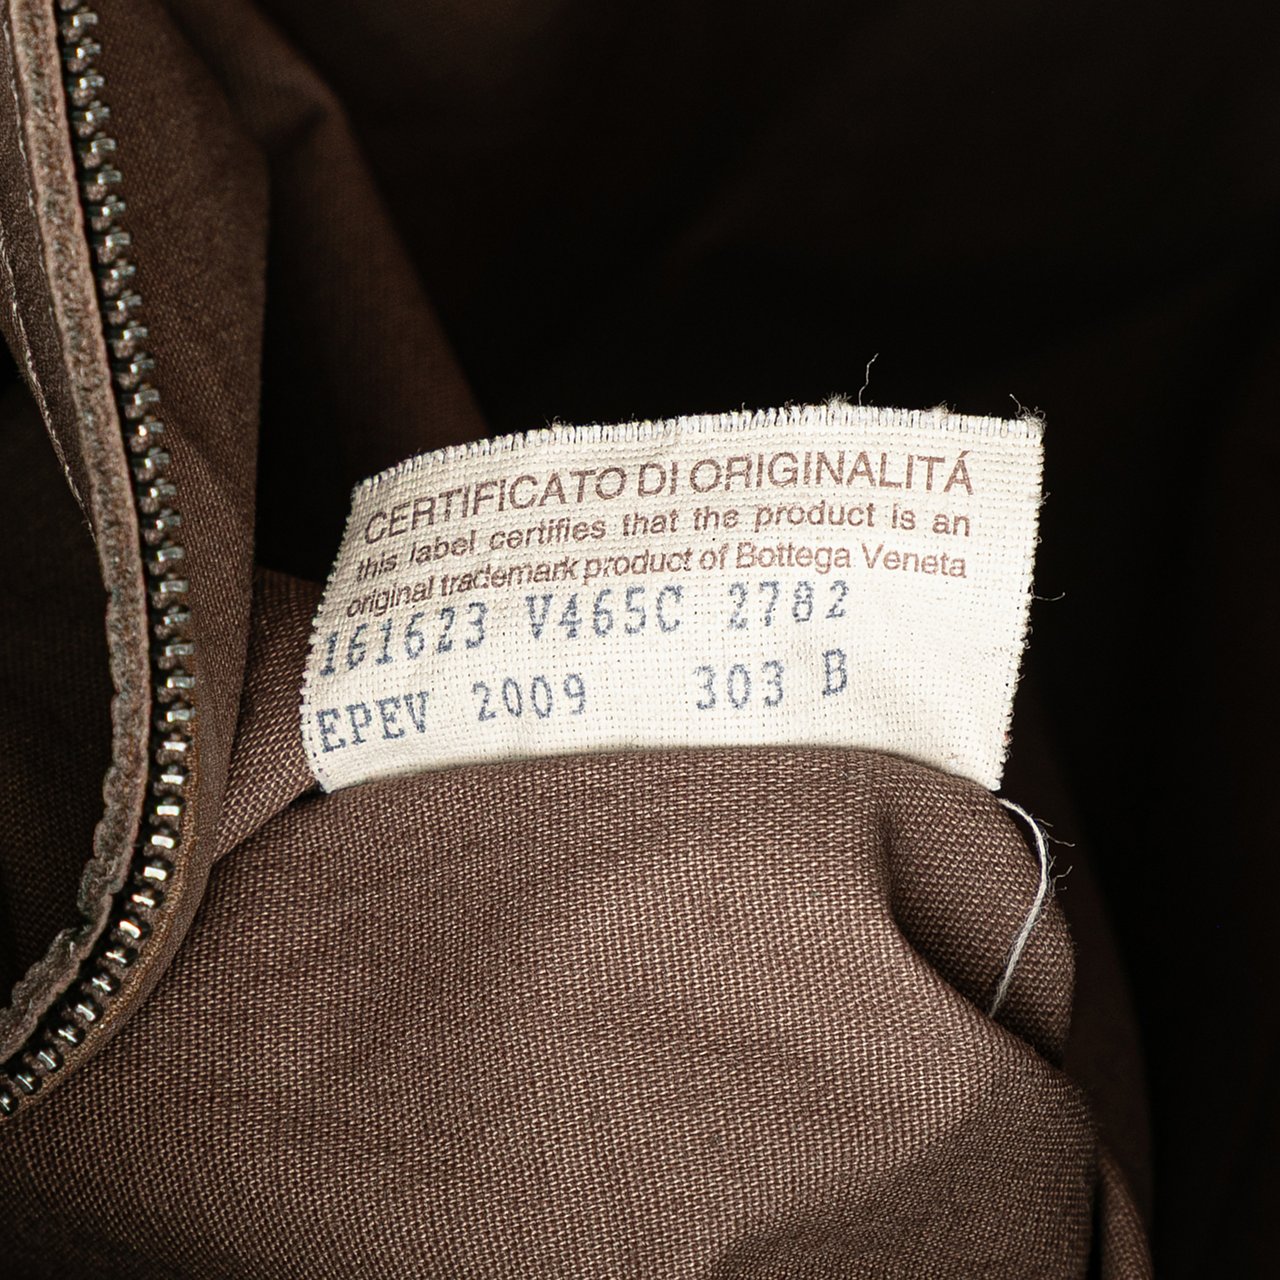 CERTIFICATO DI ORIGINALITÁ
this label certifies that the product is an
original trademark product of Bottega Veneta
161623 V465C 2782
EPEV 2009 303 B